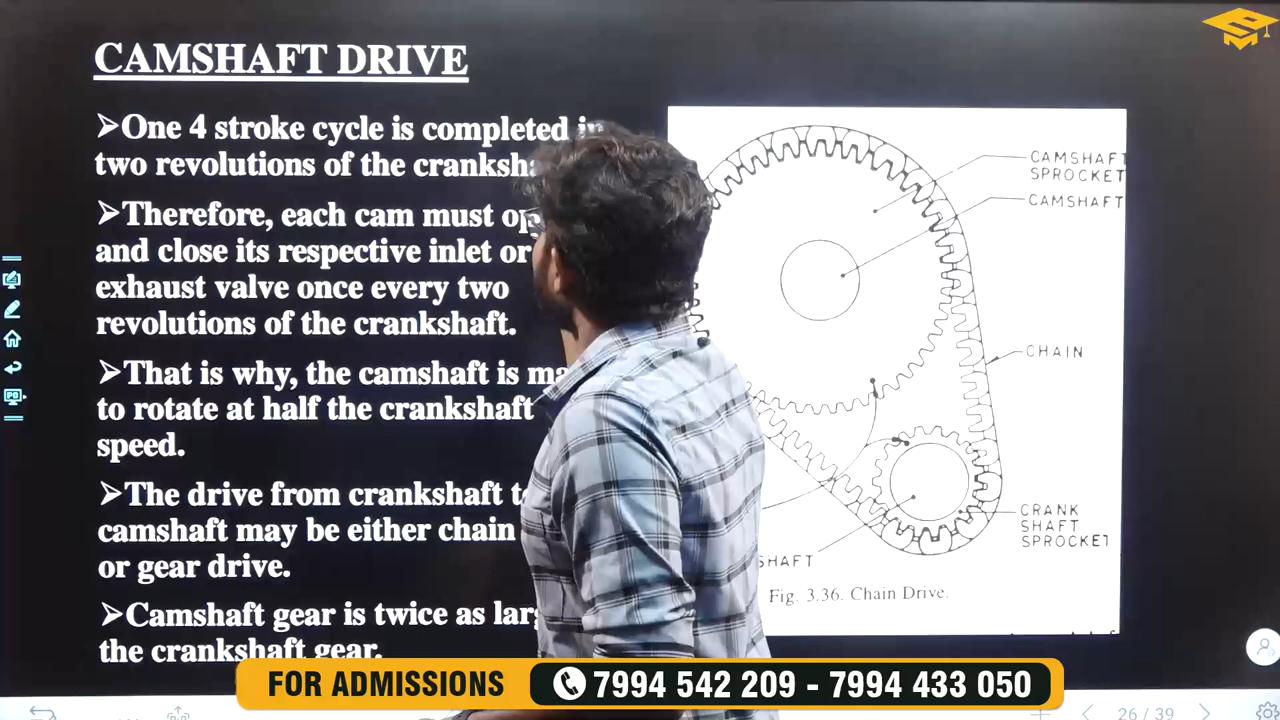 CAMSHAFT DRIVE
➢One 4 stroke cycle is completed in
two revolutions of the
➢Therefore, each cam must
and close its respective inlet or
exhaust valve once every two
revolutions of the crankshaft.
➢That is why, the camshaft is
to rotate at half the crankshaft
speed.
➢The drive from crankshaft
camshaft may be either chain
or gear drive.
➢Camshaft gear is twice as
the crankshaft gear.
CAMSHAFT
SPROCKET
CAMSHAFT
CHAIN
CRANK
SHAFT
SPROCKET
SHAFT
Fig. 3.36. Chain Drive.
FOR ADMISSIONS 7994 542 209 - 7994 433 050
26/39